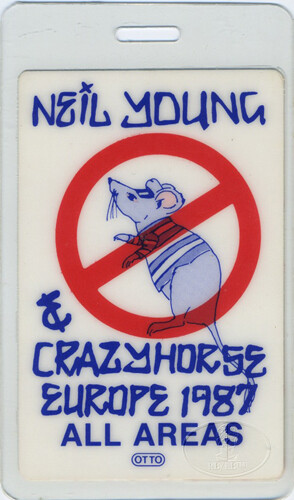 NEIL YOUNG
&
CRAZYHORSE
EUROPE 1987
ALL AREAS
OTTO